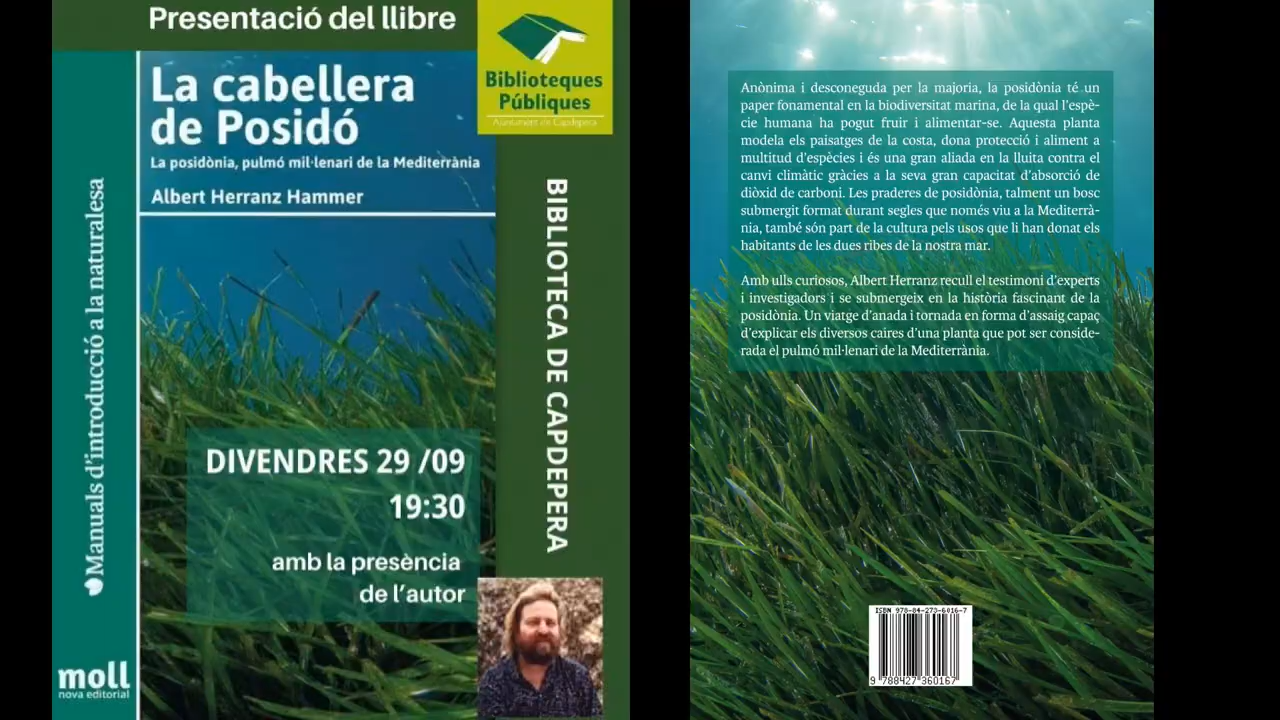 Presentació del llibre
Biblioteques
Públiques
Ajuntament de Capdepera
La cabellera
de Posidó
La posidònia, pulmó mil·lenari de la Mediterrània
Albert Herranz Hammer
Manuals d'introducció a la naturalesa
BIBLIOTECA DE CAPDEPERA
DIVENDRES 29 /09
19:30
amb la presència
de l'autor
moll
nova editorial
Anònima i desconeguda per la majoria, la posidònia té un
paper fonamental en la biodiversitat marina, de la qual l'espè-
cie humana ha pogut fruir i alimentar-se. Aquesta planta
modela els paisatges de la costa, dona protecció i aliment a
multitud d'espècies i és una gran aliada en la lluita contra el
canvi climàtic gràcies a la seva gran capacitat d'absorció de
diòxid de carboni. Les praderes de posidònia, talment un bosc
submergit format durant segles que només viu a la Mediterrà-
nia, també són part de la cultura pels usos que li han donat els
habitants de les dues ribes de la nostra mar.
Amb ulls curiosos, Albert Herranz recull el testimoni d'experts
i investigadors i se submergeix en la història fascinant de la
posidònia. Un viatge d'anada i tornada en forma d'assaig capaç
d'explicar els diversos caires d'una planta que pot ser conside-
rada el pulmó mil·lenari de la Mediterrània.
ISBN 978-84-273-6016-7
9 788427 360167